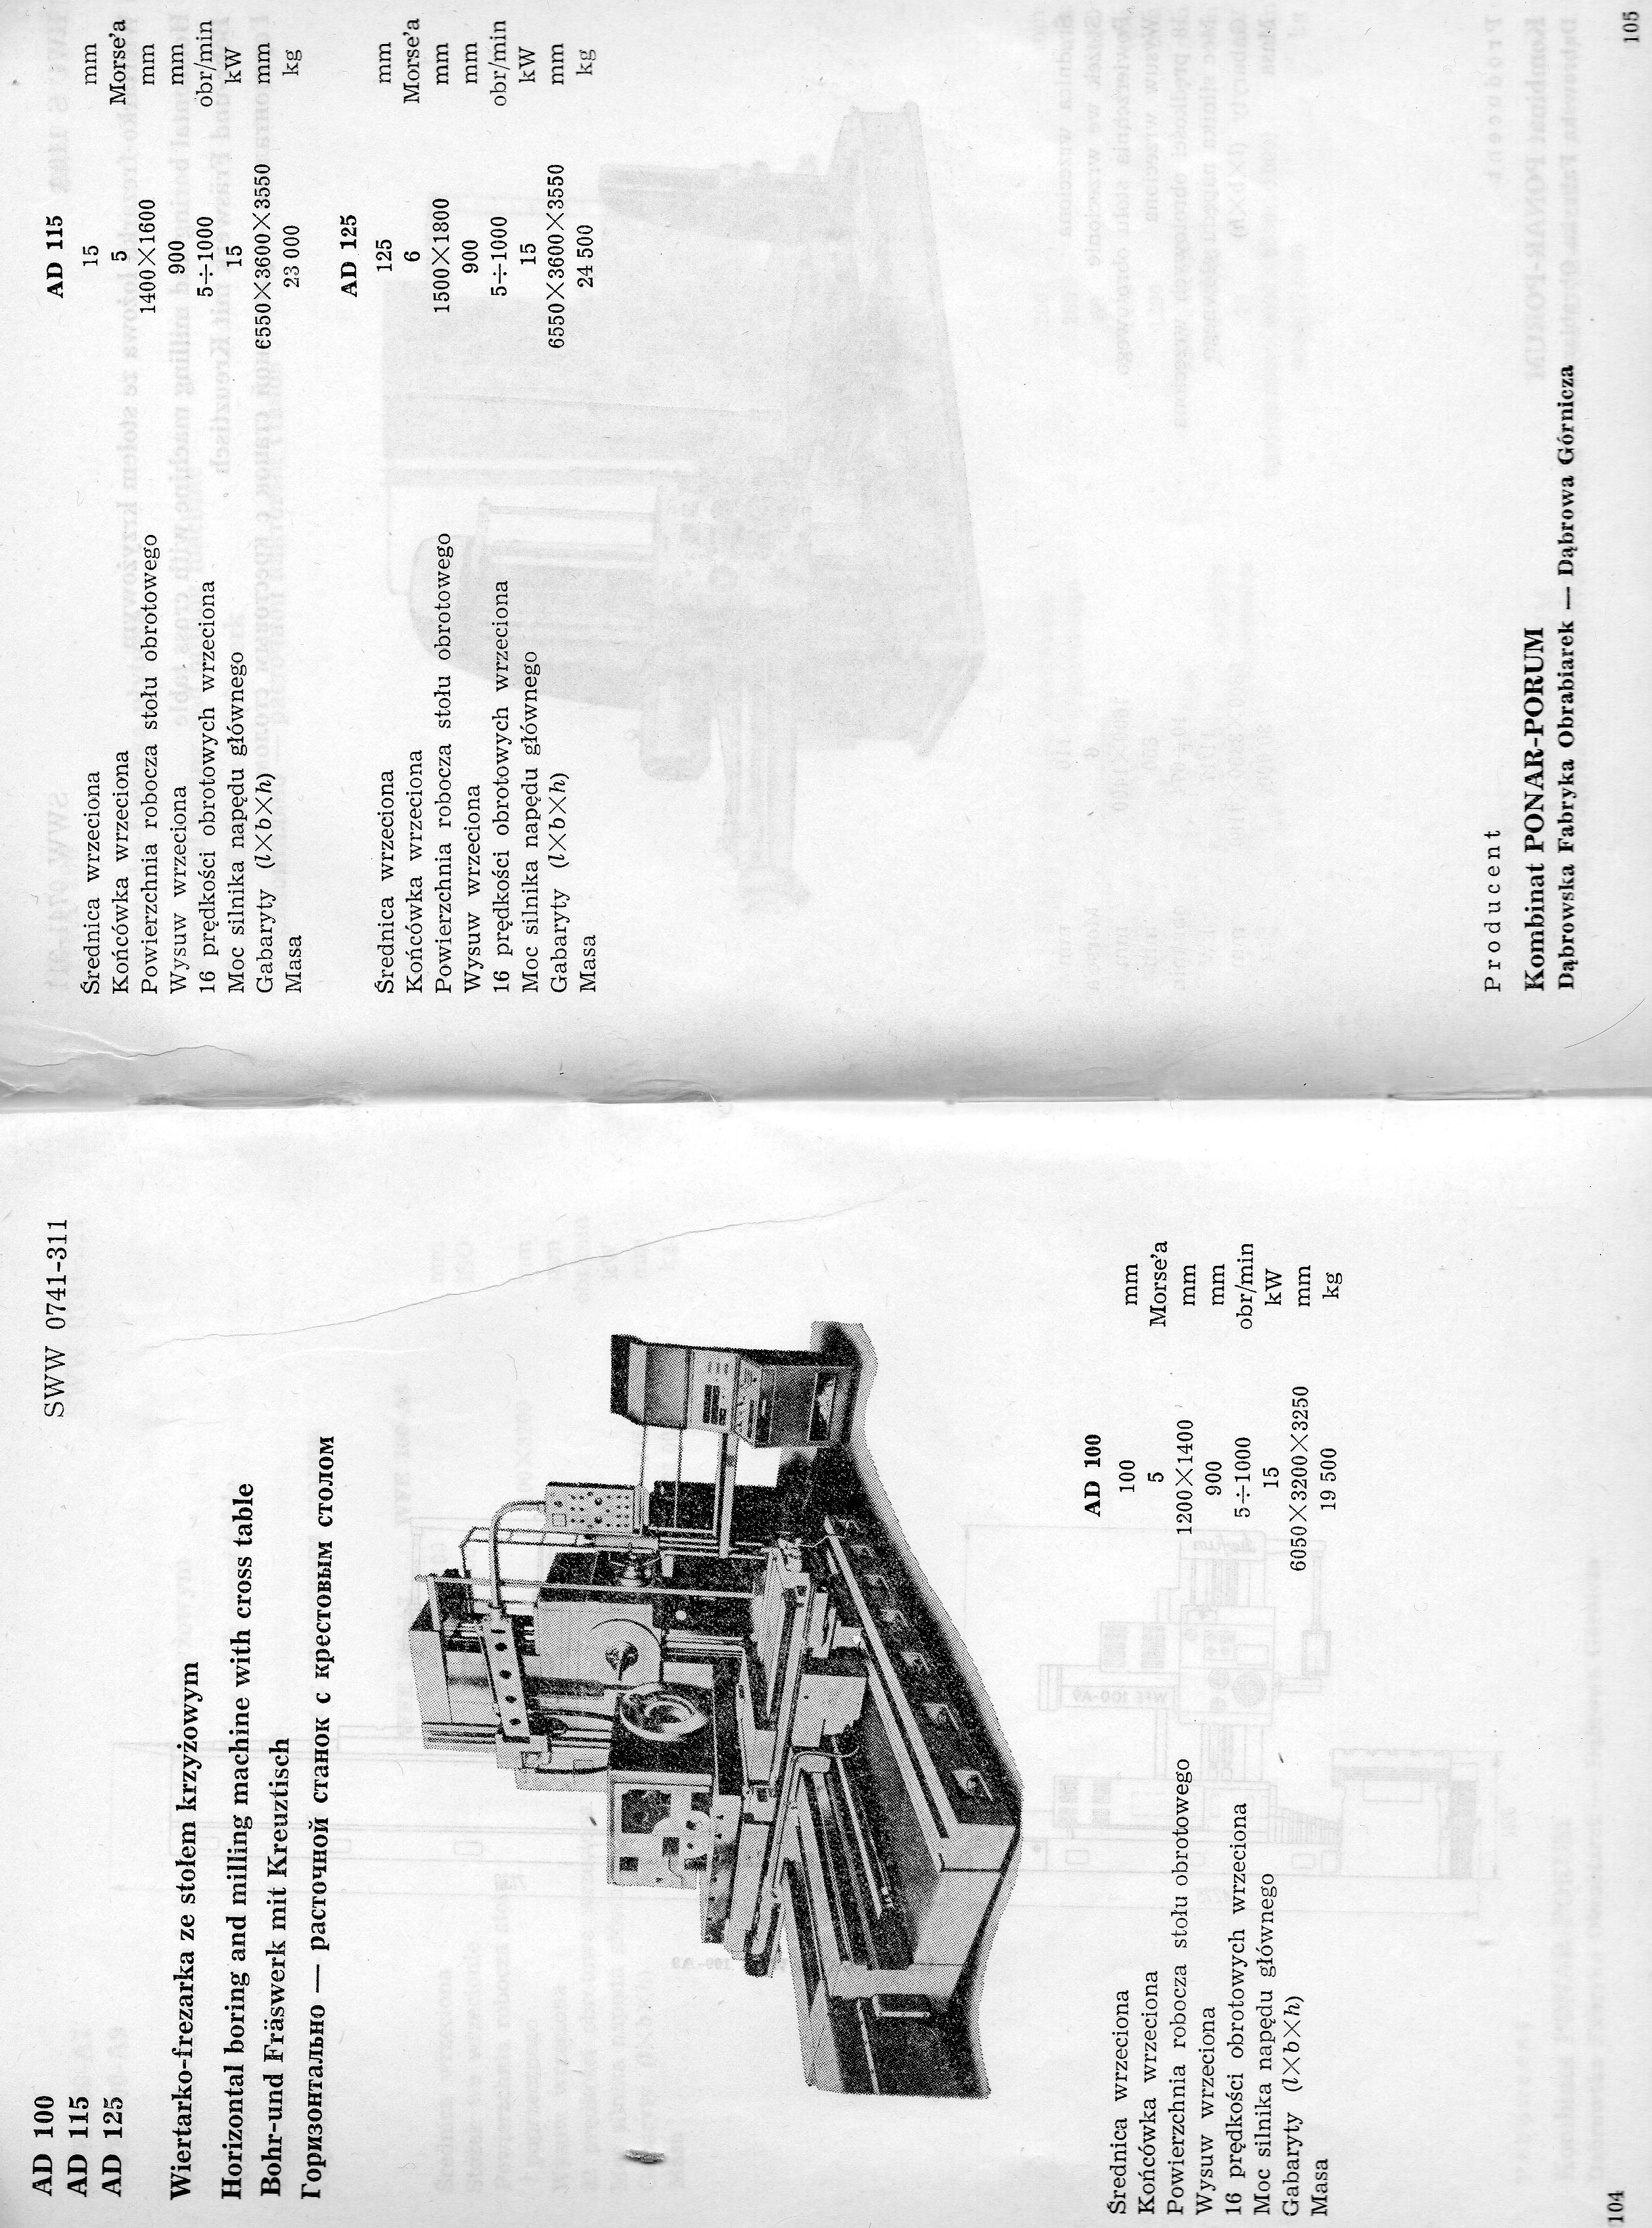 AD 100
AD 115
AD 125
SWW 0741-311
Wiertarko-frezarka ze stołem krzyżowym
Horizontal boring and milling machine with cross table
Bohr-und Fräswerk mit Kreuztisch
Горизонтально — расточной станок с крестовым столом
AD 100
Średnica wrzeciona 100 mm
Końcówka wrzeciona 5 Morse'a
Powierzchnia robocza stołu obrotowego 1200×1400 mm
Wysuw wrzeciona 900 mm
16 prędkości obrotowych wrzeciona 5÷1000 obr/min
Moc silnika napędu głównego 15 kW
Gabaryty (l×b×h) 6050×3200×3250 mm
Masa 19 500 kg
104
AD 115
Średnica wrzeciona 15 mm
Końcówka wrzeciona 5 Morse'a
Powierzchnia robocza stołu obrotowego 1400×1600 mm
Wysuw wrzeciona 900 mm
16 prędkości obrotowych wrzeciona 5÷1000 obr/min
Moc silnika napędu głównego 15 kW
Gabaryty (l×b×h) 6550×3600×3550 mm
Masa 23 000 kg
AD 125
Średnica wrzeciona 125 mm
Końcówka wrzeciona 6 Morse'a
Powierzchnia robocza stołu obrotowego 1500×1800 mm
Wysuw wrzeciona 900 mm
16 prędkości obrotowych wrzeciona 5÷1000 obr/min
Moc silnika napędu głównego 15 kW
Gabaryty (l×b×h) 6550×3600×3550 mm
Masa 24 500 kg
Producent
Kombinat PONAR-PORUM
Dąbrowska Fabryka Obrabiarek — Dąbrowa Górnicza
105